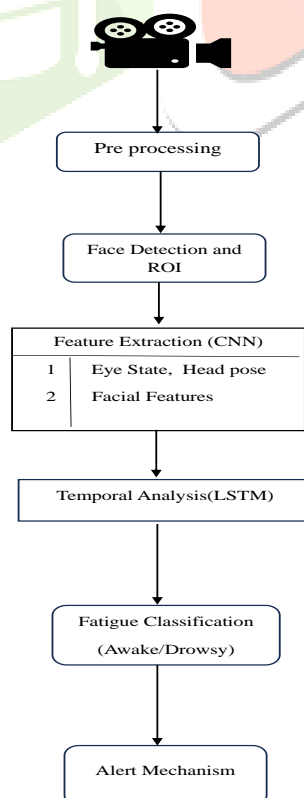 Pre processing
Face Detection and
ROI
Feature Extraction (CNN)
1 Eye State, Head pose
2 Facial Features
Temporal Analysis(LSTM)
Fatigue Classification
(Awake/Drowsy)
Alert Mechanism